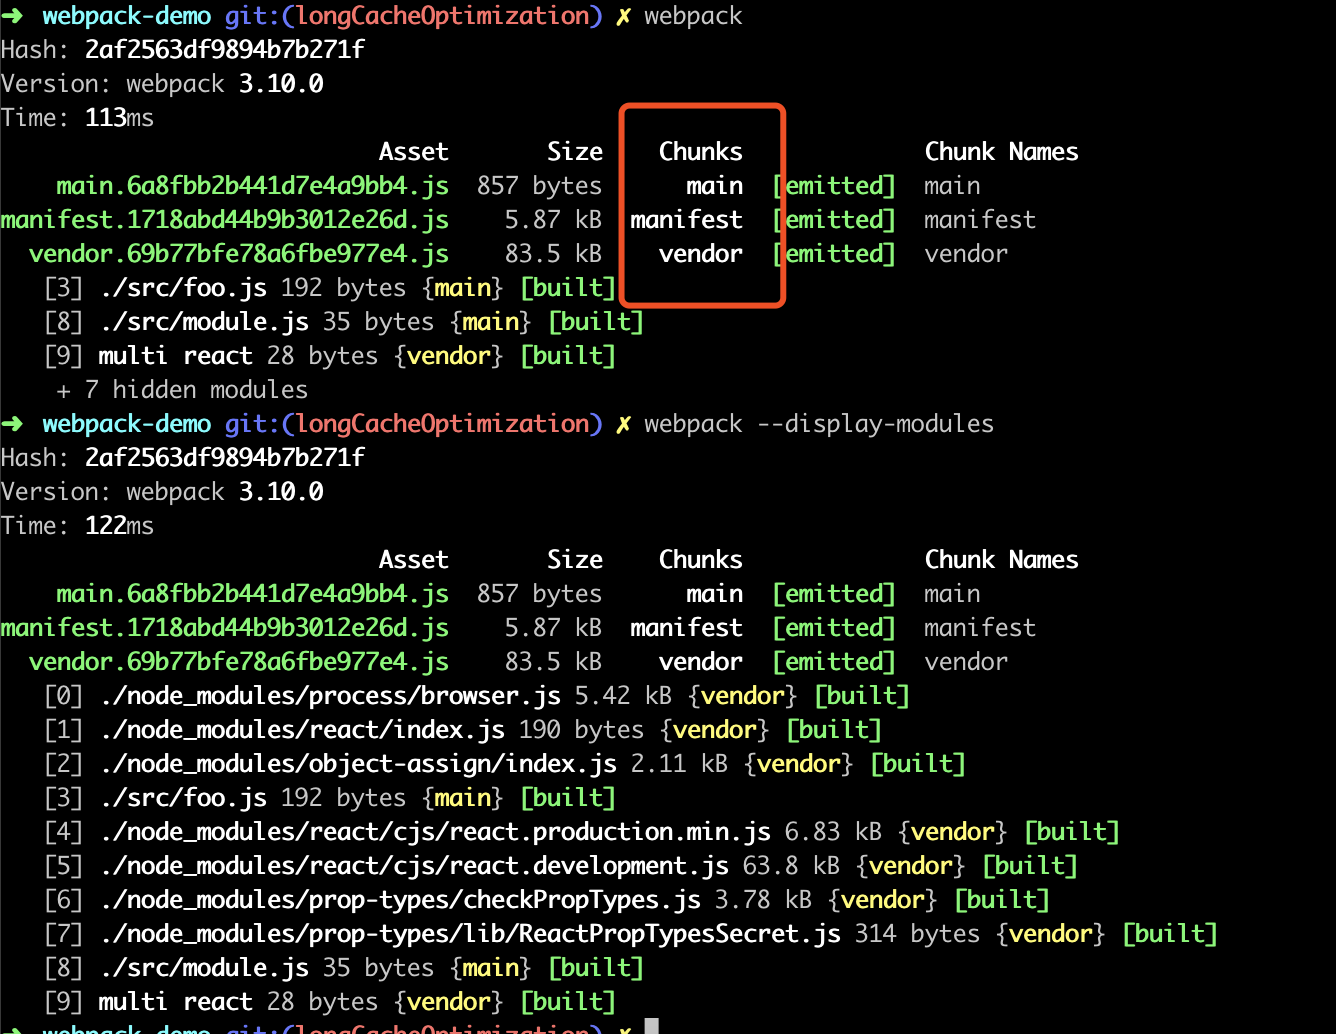 ➜ webpack-demo git:(longCacheOptimization) ✗ webpack
Hash: 2af2563df9894b7b271f
Version: webpack 3.10.0
Time: 113ms
Asset Size Chunks Chunk Names
main.6a8fbb2b441d7e4a9bb4.js 857 bytes main [emitted] main
manifest.1718abd44b9b3012e26d.js 5.87 kB manifest [emitted] manifest
vendor.69b77bfe78a6fbe977e4.js 83.5 kB vendor [emitted] vendor
[3] ./src/foo.js 192 bytes {main} [built]
[8] ./src/module.js 35 bytes {main} [built]
[9] multi react 28 bytes {vendor} [built]
+ 7 hidden modules
➜ webpack-demo git:(longCacheOptimization) ✗ webpack --display-modules
Hash: 2af2563df9894b7b271f
Version: webpack 3.10.0
Time: 122ms
Asset Size Chunks Chunk Names
main.6a8fbb2b441d7e4a9bb4.js 857 bytes main [emitted] main
manifest.1718abd44b9b3012e26d.js 5.87 kB manifest [emitted] manifest
vendor.69b77bfe78a6fbe977e4.js 83.5 kB vendor [emitted] vendor
[0] ./node_modules/process/browser.js 5.42 kB {vendor} [built]
[1] ./node_modules/react/index.js 190 bytes {vendor} [built]
[2] ./node_modules/object-assign/index.js 2.11 kB {vendor} [built]
[3] ./src/foo.js 192 bytes {main} [built]
[4] ./node_modules/react/cjs/react.production.min.js 6.83 kB {vendor} [built]
[5] ./node_modules/react/cjs/react.development.js 63.8 kB {vendor} [built]
[6] ./node_modules/prop-types/checkPropTypes.js 3.78 kB {vendor} [built]
[7] ./node_modules/prop-types/lib/ReactPropTypesSecret.js 314 bytes {vendor} [built]
[8] ./src/module.js 35 bytes {main} [built]
[9] multi react 28 bytes {vendor} [built]
➜ webpack-demo git:(longCacheOptimization) ✗